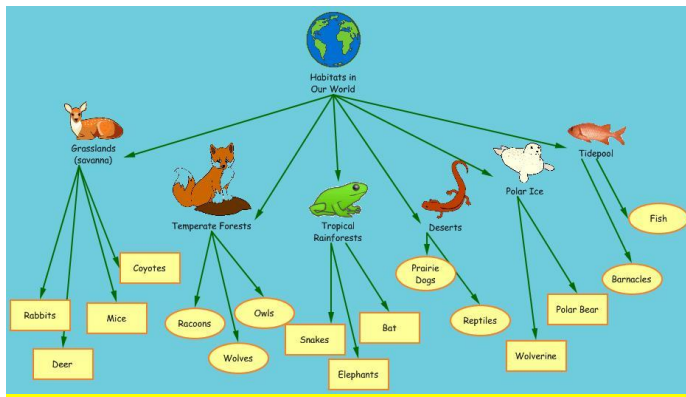 Habitats in
Our World
Grasslands
(savanna)
Temperate Forests
Tropical
Rainforests
Deserts
Polar Ice
Tidepool
Coyotes
Rabbits
Mice
Deer
Racoons
Owls
Wolves
Snakes
Bat
Elephants
Prairie
Dogs
Reptiles
Polar Bear
Wolverine
Fish
Barnacles